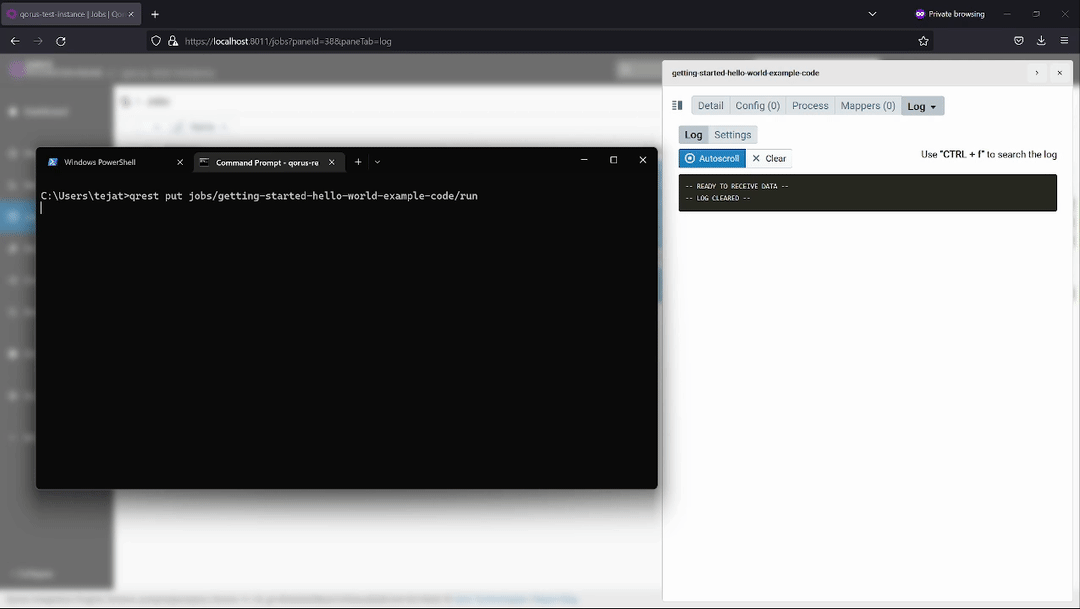 qorus-test-instance | Jobs | Qo
Private browsing
https://localhost:8011/jobs?paneId=38&paneTab=log
getting-started-hello-world-example-code
Detail Config (0) Process Mappers (0) Log
Log Settings
Autoscroll Clear
Use "CTRL + f" to search the log
-- READY TO RECEIVE DATA --
-- LOG CLEARED --
Windows PowerShell
Command Prompt - qorus-re
C:\Users\tejat>qrest put jobs/getting-started-hello-world-example-code/run